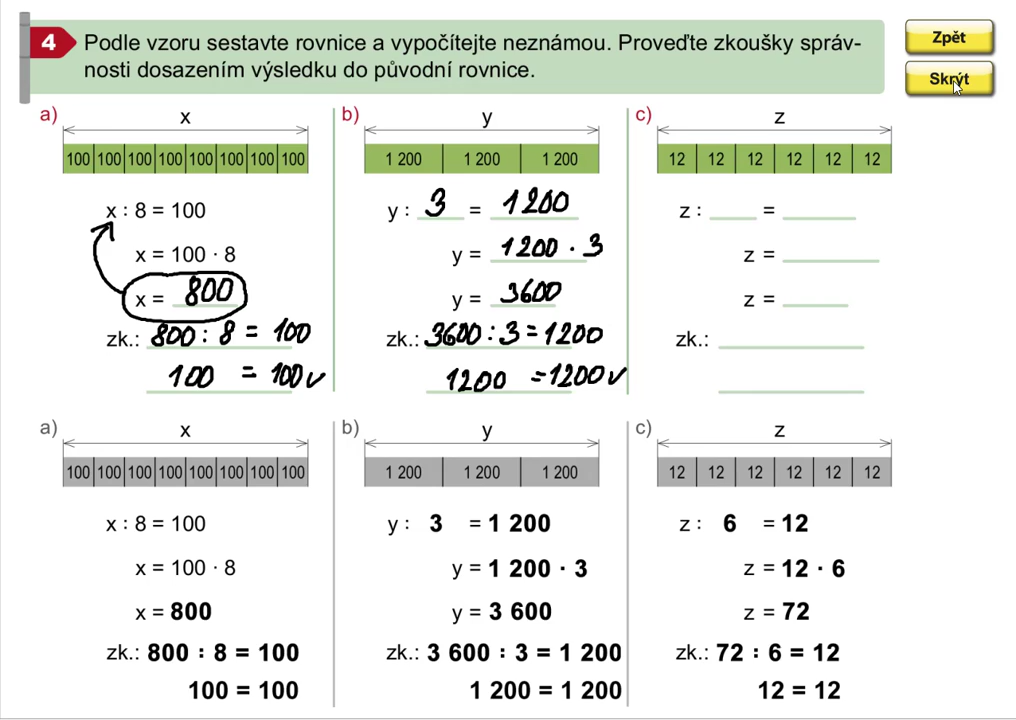 4 Podle vzoru sestavte rovnice a vypočítejte neznámou. Proveďte zkoušky správ-
nosti dosazením výsledku do původní rovnice.
Zpět
Skrýt
a)
x
100 100 100 100 100 100 100 100
x : 8 = 100
x = 100 · 8
x = 800
zk.: 800 : 8 = 100
100 = 100 v
b)
y
1 200 1 200 1 200
y : 3 = 1200
y = 1200 · 3
y = 3600
zk.: 3600 : 3 = 1200
1200 = 1200 v
c)
z
12 12 12 12 12 12
z : =
z =
z =
zk.:
a)
x
100 100 100 100 100 100 100 100
x : 8 = 100
x = 100 · 8
x = 800
zk.: 800 : 8 = 100
100 = 100
b)
y
1 200 1 200 1 200
y : 3 = 1 200
y = 1 200 · 3
y = 3 600
zk.: 3 600 : 3 = 1 200
1 200 = 1 200
c)
z
12 12 12 12 12 12
z : 6 = 12
z = 12 · 6
z = 72
zk.: 72 : 6 = 12
12 = 12